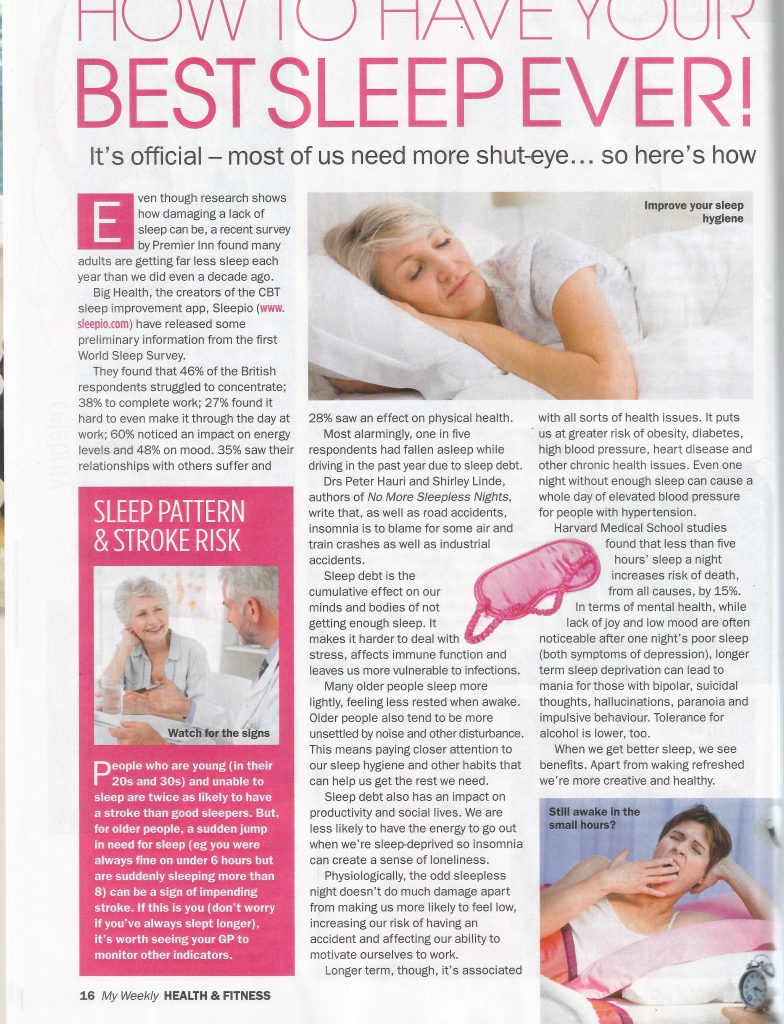 HOW TO HAVE YOUR
BEST SLEEP EVER!
It's official – most of us need more shut-eye... so here's how
Even though research shows
how damaging a lack of
sleep can be, a recent survey
by Premier Inn found many
adults are getting far less sleep each
year than we did even a decade ago.
Big Health, the creators of the CBT
sleep improvement app, Sleepio (www.
sleepio.com) have released some
preliminary information from the first
World Sleep Survey.
They found that 46% of the British
respondents struggled to concentrate;
38% to complete work; 27% found it
hard to even make it through the day at
work; 60% noticed an impact on energy
levels and 48% on mood. 35% saw their
relationships with others suffer and
SLEEP PATTERN
& STROKE RISK
Watch for the signs
People who are young (in their
20s and 30s) and unable to
sleep are twice as likely to have
a stroke than good sleepers. But,
for older people, a sudden jump
in need for sleep (eg you were
always fine on under 6 hours but
are suddenly sleeping more than
8) can be a sign of impending
stroke. If this is you (don't worry
if you've always slept longer),
it's worth seeing your GP to
monitor other indicators.
Improve your sleep
hygiene
28% saw an effect on physical health.
Most alarmingly, one in five
respondents had fallen asleep while
driving in the past year due to sleep debt.
Drs Peter Hauri and Shirley Linde,
authors of No More Sleepless Nights,
write that, as well as road accidents,
insomnia is to blame for some air and
train crashes as well as industrial
accidents.
Sleep debt is the
cumulative effect on our
minds and bodies of not
getting enough sleep. It
makes it harder to deal with
stress, affects immune function and
leaves us more vulnerable to infections.
Many older people sleep more
lightly, feeling less rested when awake.
Older people also tend to be more
unsettled by noise and other disturbance.
This means paying closer attention to
our sleep hygiene and other habits that
can help us get the rest we need.
Sleep debt also has an impact on
productivity and social lives. We are
less likely to have the energy to go out
when we're sleep-deprived so insomnia
can create a sense of loneliness.
Physiologically, the odd sleepless
night doesn't do much damage apart
from making us more likely to feel low,
increasing our risk of having an
accident and affecting our ability to
motivate ourselves to work.
Longer term, though, it's associated
with all sorts of health issues. It puts
us at greater risk of obesity, diabetes,
high blood pressure, heart disease and
other chronic health issues. Even one
night without enough sleep can cause a
whole day of elevated blood pressure
for people with hypertension.
Harvard Medical School studies
found that less than five
hours' sleep a night
increases risk of death,
from all causes, by 15%.
In terms of mental health, while
lack of joy and low mood are often
noticeable after one night's poor sleep
(both symptoms of depression), longer
term sleep deprivation can lead to
mania for those with bipolar, suicidal
thoughts, hallucinations, paranoia and
impulsive behaviour. Tolerance for
alcohol is lower, too.
When we get better sleep, we see
benefits. Apart from waking refreshed
we're more creative and healthy.
Still awake in the
small hours?
16 My Weekly HEALTH & FITNESS